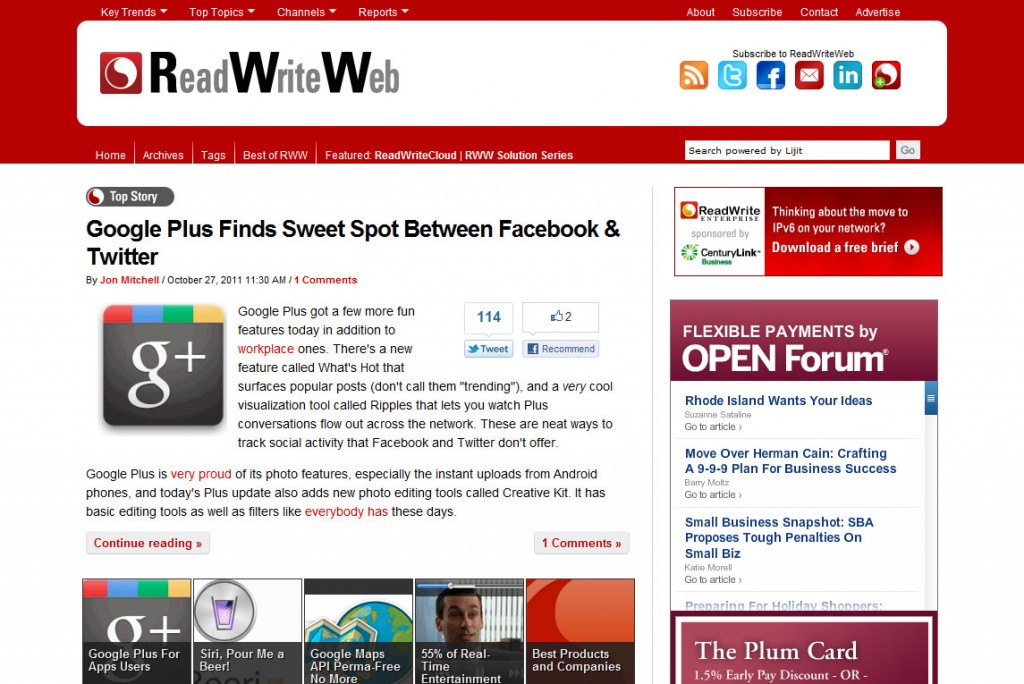 Key Trends
Top Topics
Channels
Reports
About
Subscribe
Contact
Advertise
ReadWriteWeb
Subscribe to ReadWriteWeb
Home
Archives
Tags
Best of RWW
Featured: ReadWriteCloud | RWW Solution Series
Search powered by Lijit
Go
Top Story
Google Plus Finds Sweet Spot Between Facebook &
Twitter
By Jon Mitchell / October 27, 2011 11:30 AM / 1 Comments
g+
Google Plus got a few more fun
features today in addition to
workplace ones. There's a new
feature called What's Hot that
surfaces popular posts (don't call them "trending"), and a very cool
visualization tool called Ripples that lets you watch Plus
conversations flow out across the network. These are neat ways to
track social activity that Facebook and Twitter don't offer.
114
Tweet
2
Recommend
Google Plus is very proud of its photo features, especially the instant uploads from Android
phones, and today's Plus update also adds new photo editing tools called Creative Kit. It has
basic editing tools as well as filters like everybody has these days.
Continue reading »
1 Comments »
g+
Google Plus For
Apps Users
Siri, Pour Me a
Beer!
Google Maps
API Perma-Free
No More
55% of Real-
Time
Entertainment
Best Products
and Companies
ReadWrite
ENTERPRISE
sponsored by
CenturyLink™
Business
Thinking about the move to
IPv6 on your network?
Download a free brief
FLEXIBLE PAYMENTS by
OPEN Forum®
Rhode Island Wants Your Ideas
Suzanne Sataline
Go to article ›
Move Over Herman Cain: Crafting
A 9-9-9 Plan For Business Success
Barry Moltz
Go to article ›
Small Business Snapshot: SBA
Proposes Tough Penalties On
Small Biz
Katie Morell
Go to article ›
Preparing For Holiday Shoppers:
The Plum Card
1.5% Early Pay Discount - OR -